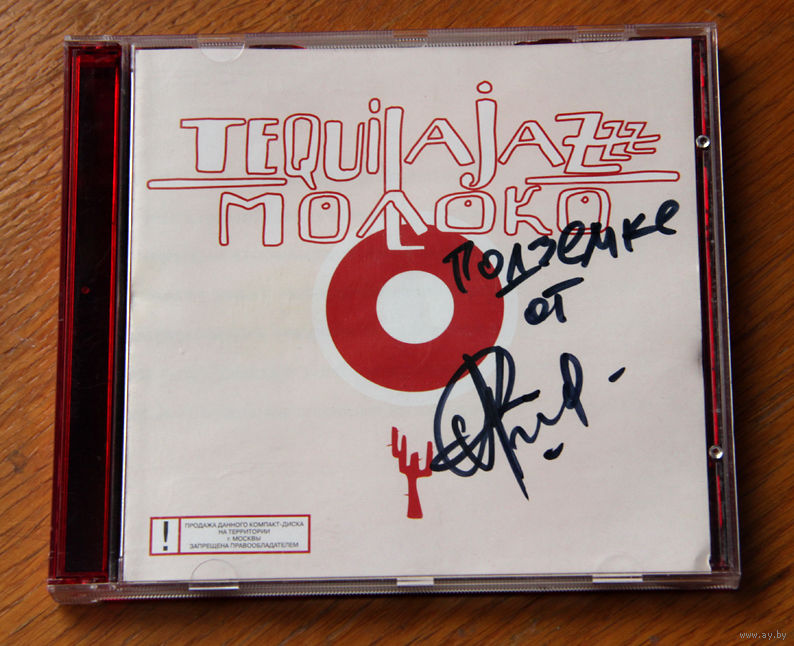 TEQUILAJAZZZ
МОЛОКО
Подземке
от
!
ПРОДАЖА ДАННОГО КОМПАКТ-ДИСКА
НА ТЕРРИТОРИИ
г. МОСКВЫ
ЗАПРЕЩЕНА ПРАВООБЛАДАТЕЛЕМ
www.ay.by